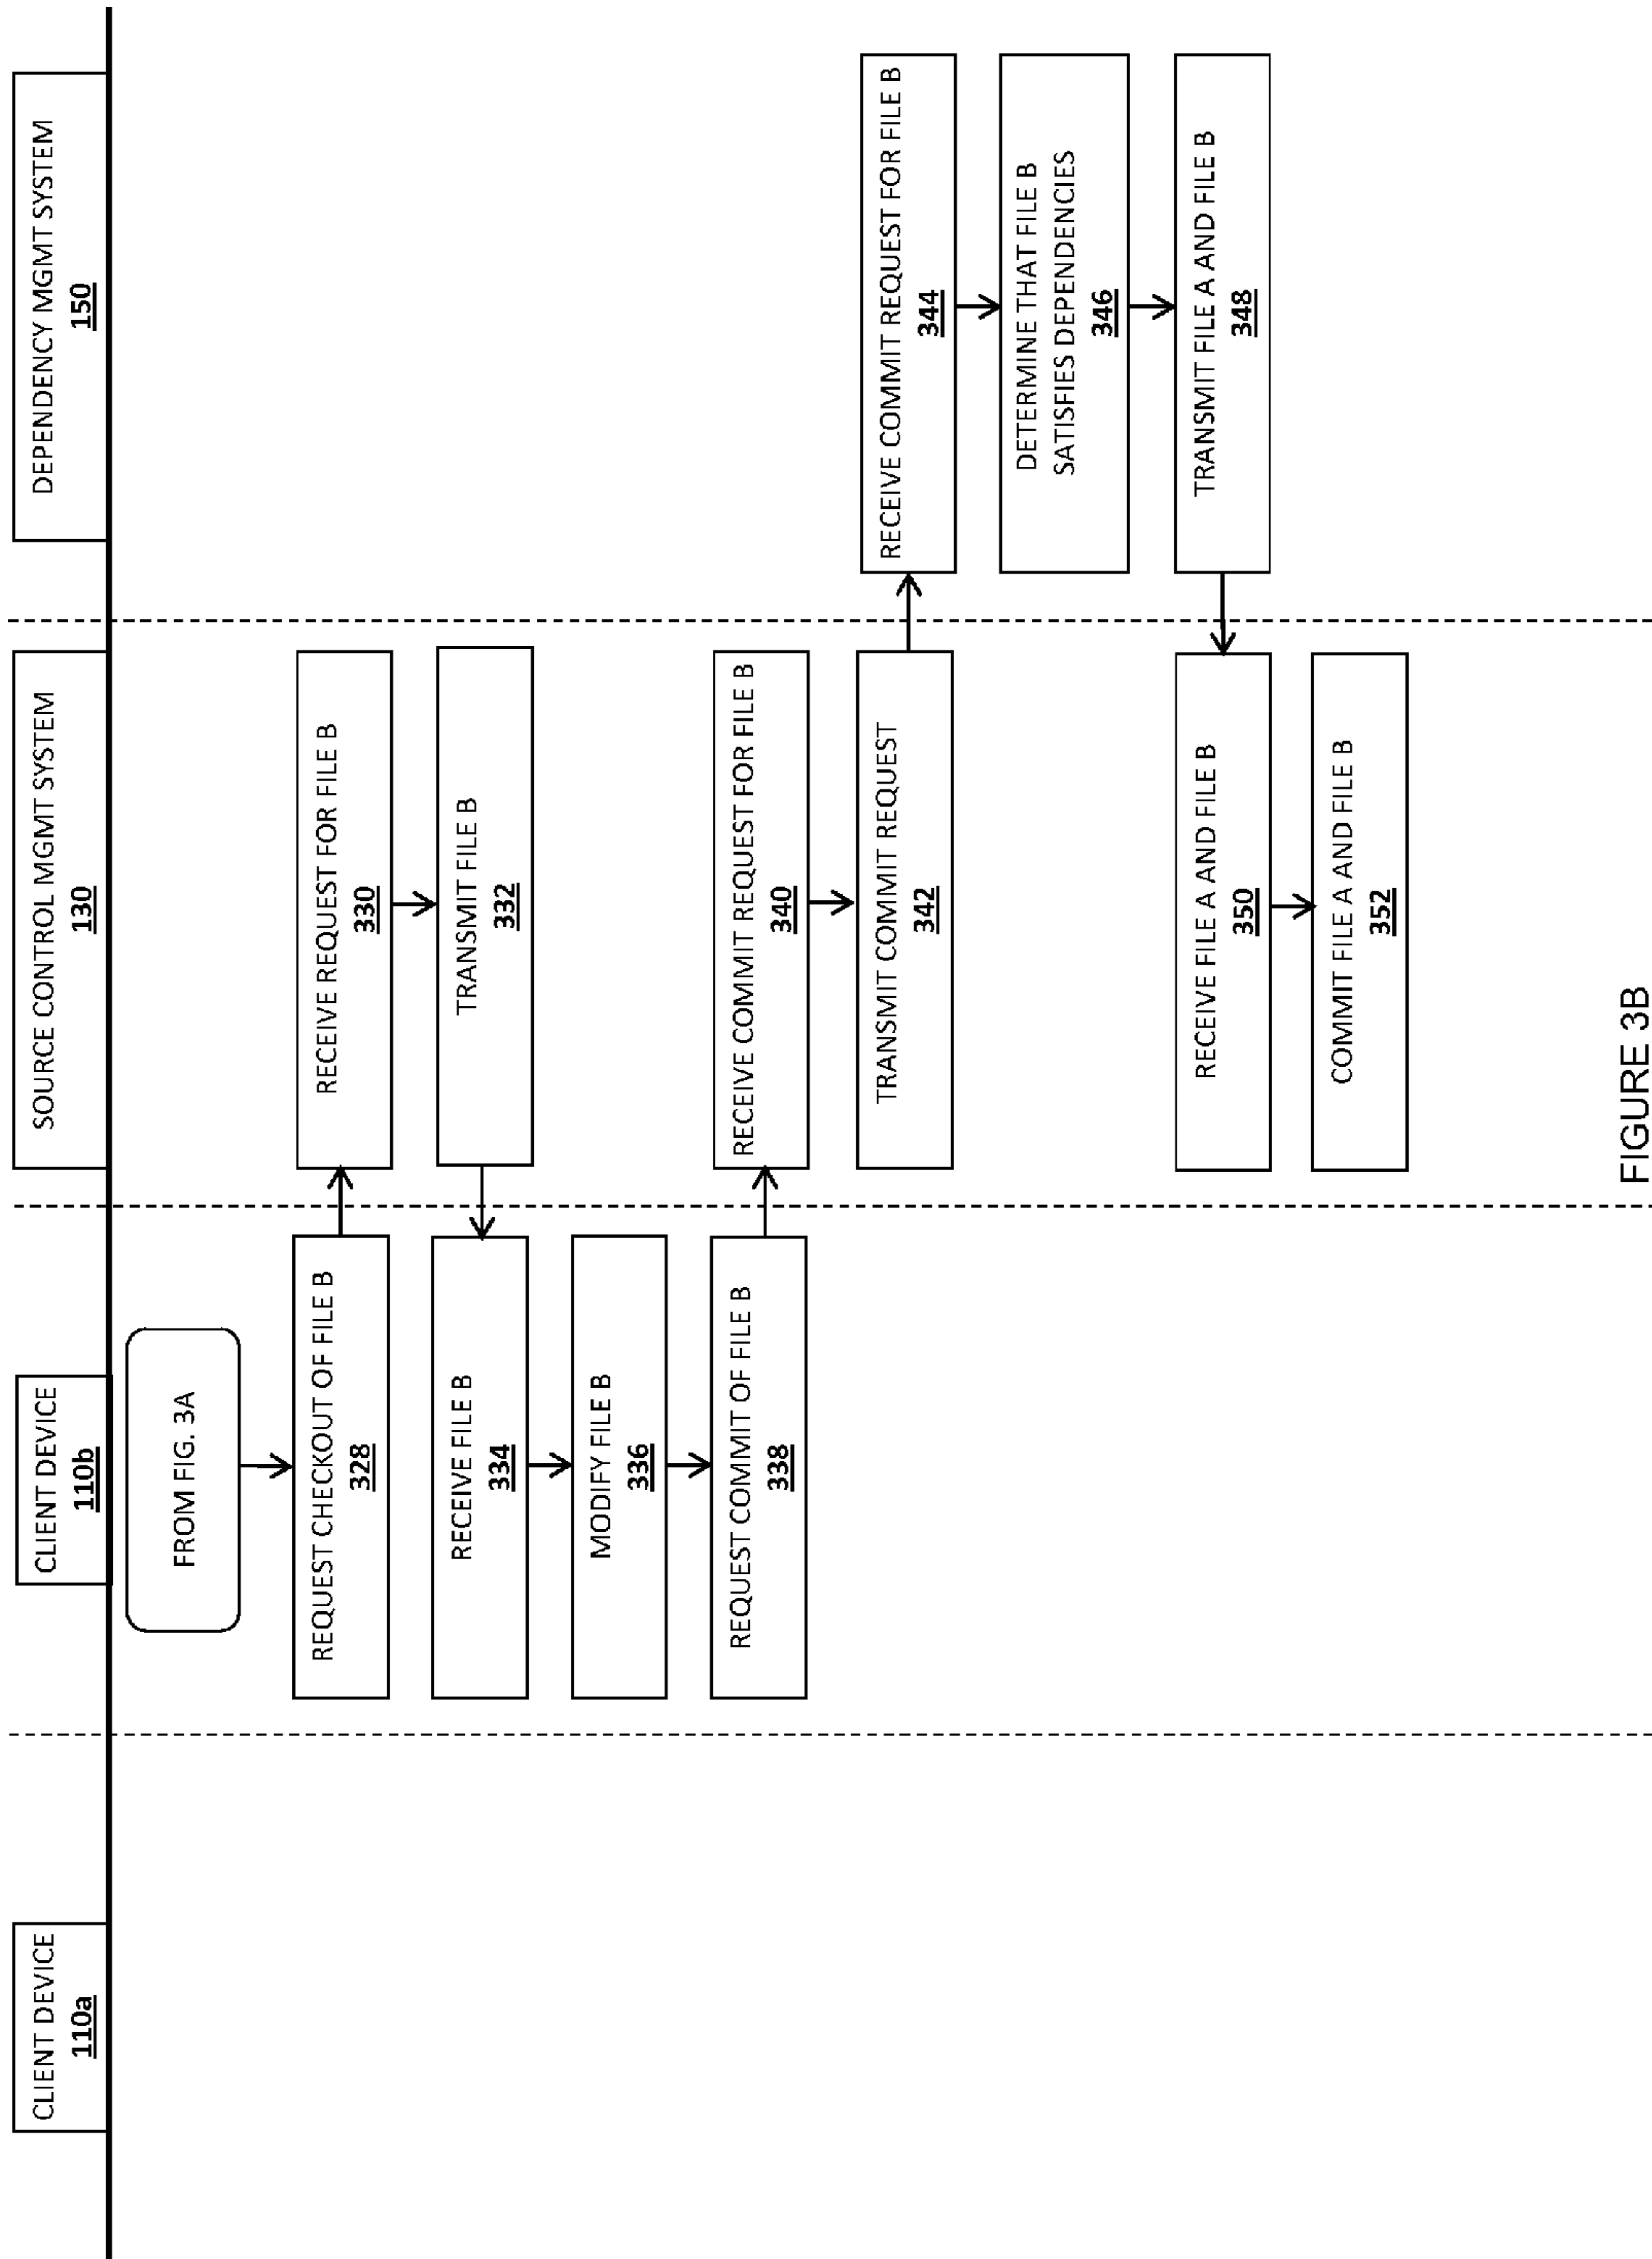 CLIENT DEVICE
110a
CLIENT DEVICE
110b
SOURCE CONTROL MGMT SYSTEM
130
DEPENDENCY MGMT SYSTEM
150
FROM FIG. 3A
REQUEST CHECKOUT OF FILE B
328
RECEIVE REQUEST FOR FILE B
330
TRANSMIT FILE B
332
RECEIVE FILE B
334
MODIFY FILE B
336
REQUEST COMMIT OF FILE B
338
RECEIVE COMMIT REQUEST FOR FILE B
340
TRANSMIT COMMIT REQUEST
342
RECEIVE COMMIT REQUEST FOR FILE B
344
DETERMINE THAT FILE B
SATISFIES DEPENDENCIES
346
TRANSMIT FILE A AND FILE B
348
RECEIVE FILE A AND FILE B
350
COMMIT FILE A AND FILE B
352
FIGURE 3B